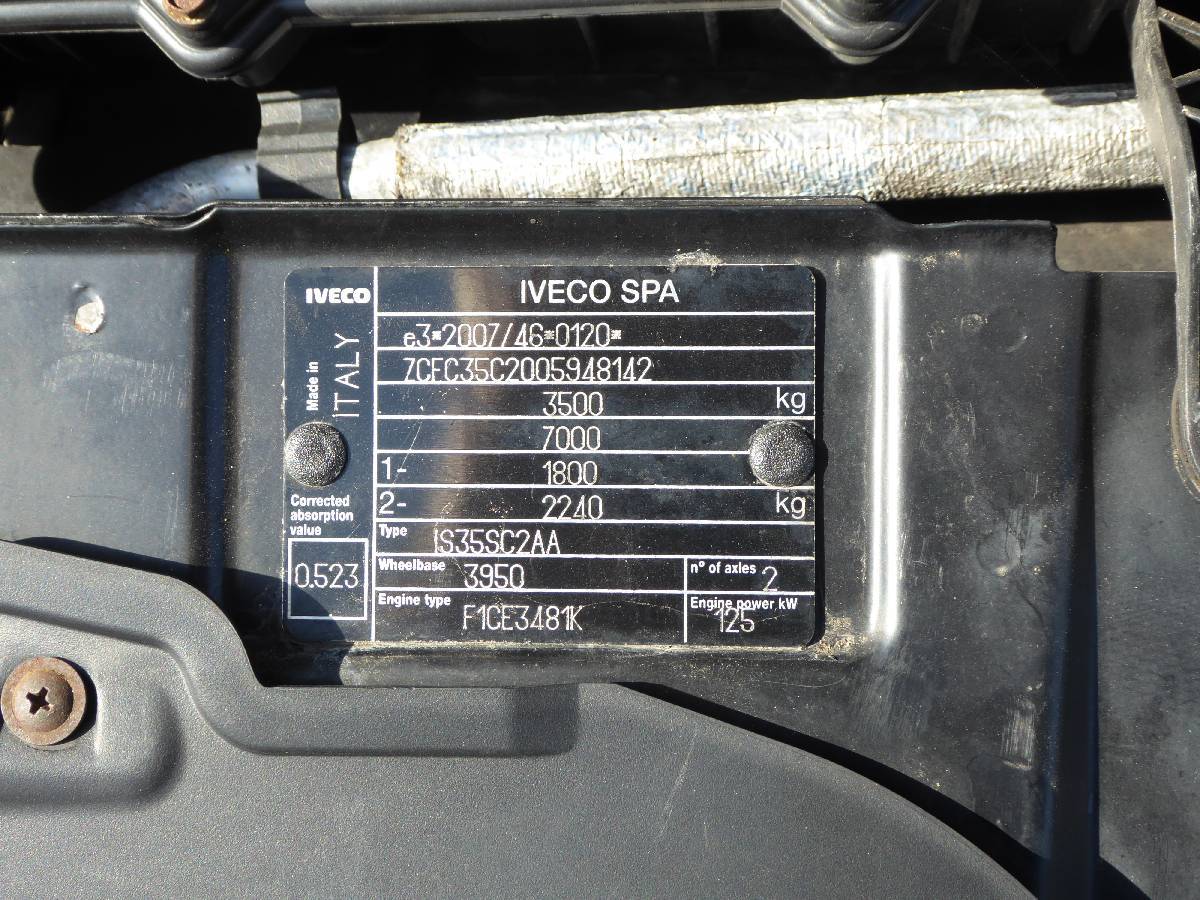 IVECO
IVECO SPA
Made in
ITALY
e3*2007/46*0120*
ZCFC35C2005948142
3500 kg
7000
1- 1800
2- 2240 kg
Corrected
absorption
value
0.523
Type IS35SC2AA
Wheelbase 3950
nº of axles 2
Engine type F1CE3481K
Engine power kW 125